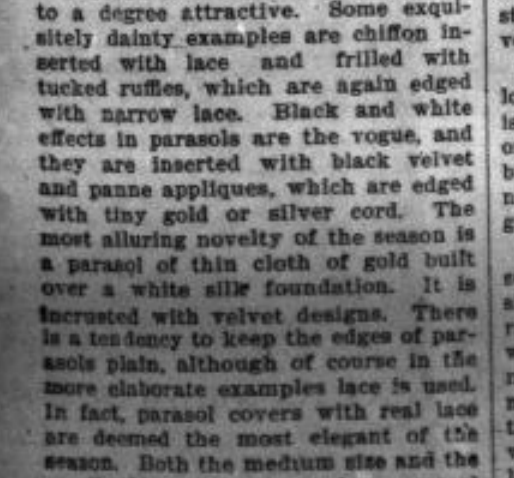 to a degree attractive. Some exqui-
sitely dainty examples are chiffon in-
serted with lace and frilled with
tucked ruffles, which are again edged
with narrow lace. Black and white
effects in parasols are the vogue, and
they are inserted with black velvet
and panne appliques, which are edged
with tiny gold or silver cord. The
most alluring novelty of the season is
a parasol of thin cloth of gold built
over a white silk foundation. It is
incrusted with velvet designs. There
is a tendency to keep the edges of par-
asols plain, although of course in the
more elaborate examples lace is used.
In fact, parasol covers with real lace
are deemed the most elegant of the
season. Both the medium size and the